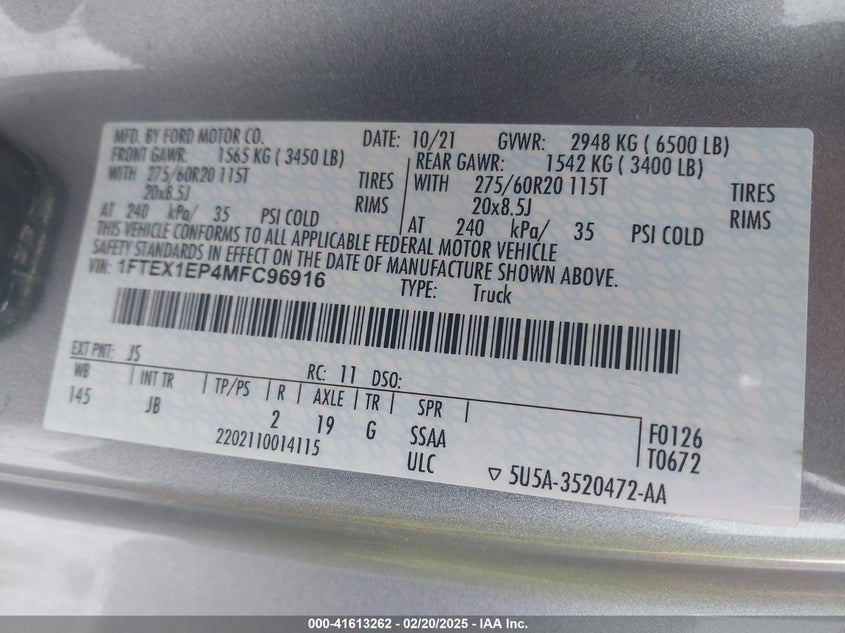 MFD. BY FORD MOTOR CO. DATE: 10/21 GVWR: 2948 KG ( 6500 LB)
FRONT GAWR: 1565 KG ( 3450 LB) REAR GAWR: 1542 KG ( 3400 LB)
WITH 275/60R20 115T TIRES WITH 275/60R20 115T TIRES
20x8.5J RIMS 20x8.5J RIMS
AT 240 kPa/ 35 PSI COLD AT 240 kPa/ 35 PSI COLD
THIS VEHICLE CONFORMS TO ALL APPLICABLE FEDERAL MOTOR VEHICLE
SAFETY STANDARDS IN EFFECT ON THE DATE OF MANUFACTURE SHOWN ABOVE.
VIN: 1FTEX1EP4MFC96916 TYPE: Truck
EXT PNT: JS RC: 11 DSO:
WB INT TR TP/PS R AXLE TR SPR
145 JB 2 19 G SSAA F0126
2202110014115 ULC T0672
5U5A-3520472-AA
000-41613262 - 02/20/2025 - IAA Inc.